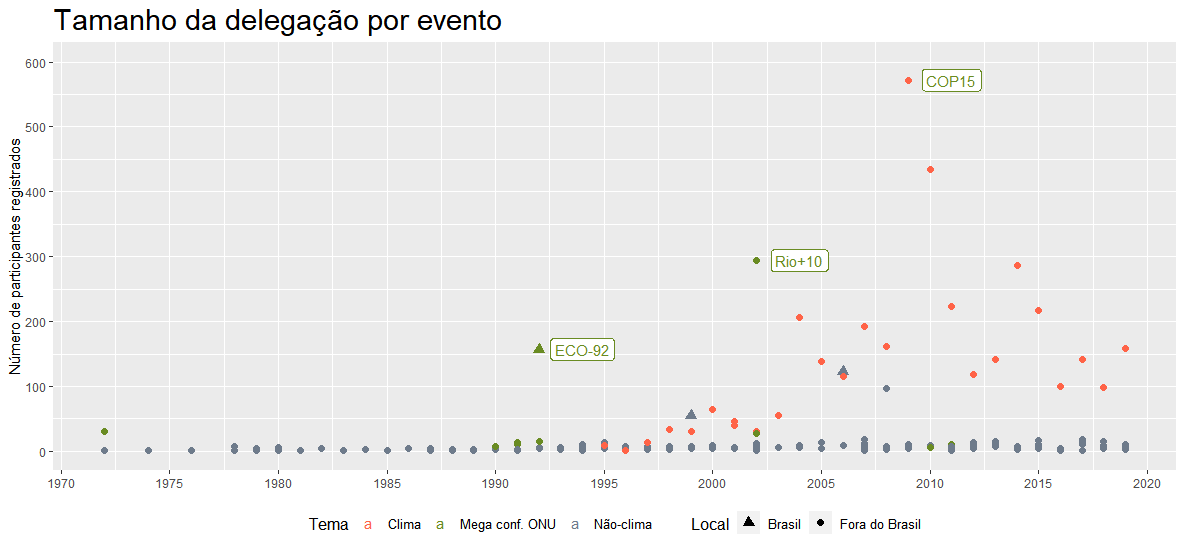 Tamanho da delegação por evento
Número de participantes registrados
600
500
400
300
200
100
0
COP15
Rio+10
ECO-92
1970 1975 1980 1985 1990 1995 2000 2005 2010 2015 2020
Tema a Clima a Mega conf. ONU a Não-clima Local Brasil Fora do Brasil